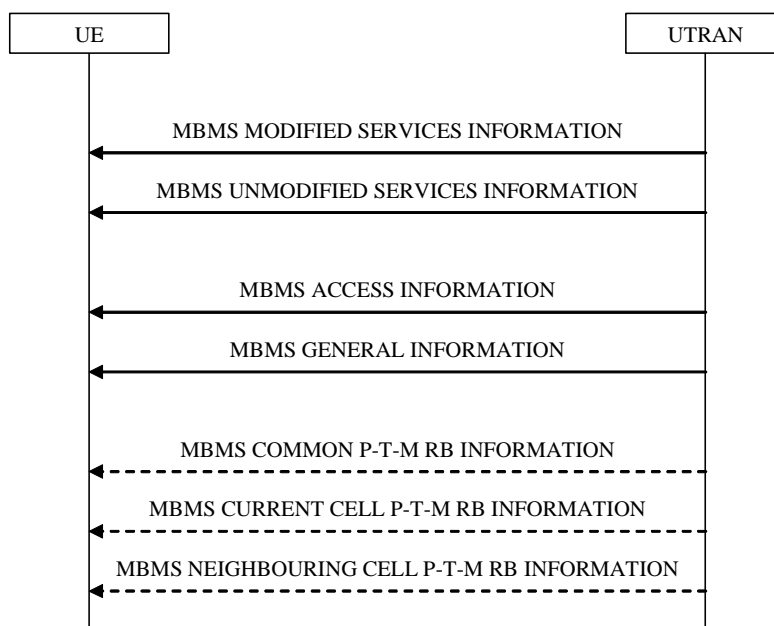 UE
UTRAN
MBMS MODIFIED SERVICES INFORMATION
MBMS UNMODIFIED SERVICES INFORMATION
MBMS ACCESS INFORMATION
MBMS GENERAL INFORMATION
MBMS COMMON P-T-M RB INFORMATION
MBMS CURRENT CELL P-T-M RB INFORMATION
MBMS NEIGHBOURING CELL P-T-M RB INFORMATION